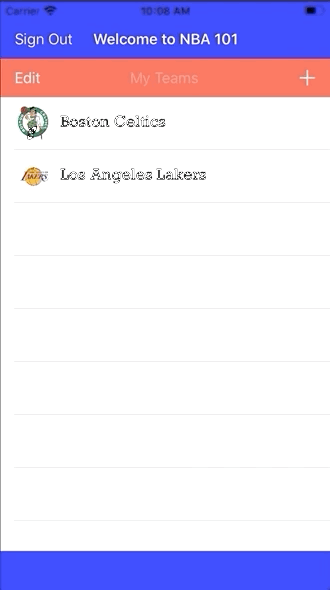 Carrier 10:08 AM
Sign Out Welcome to NBA 101
Edit My Teams +
Boston Celtics
LAKERS
Los Angeles Lakers